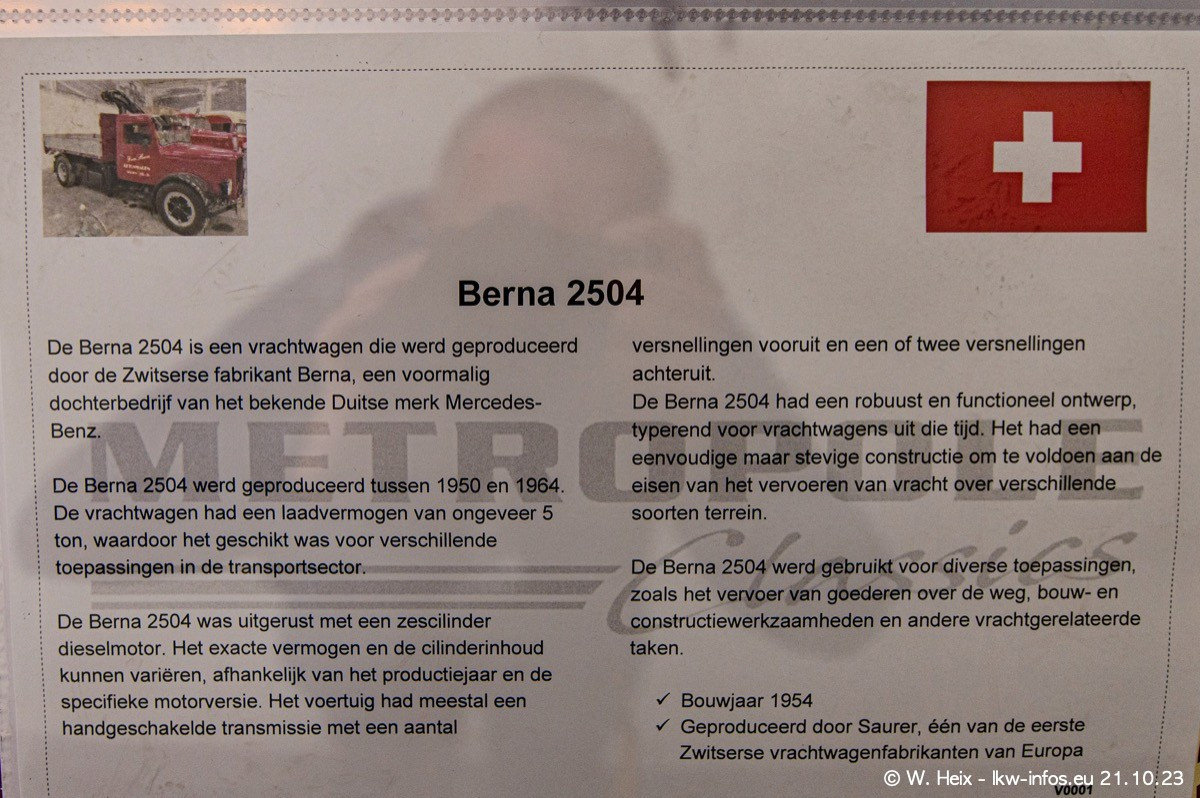 Berna 2504
De Berna 2504 is een vrachtwagen die werd geproduceerd
door de Zwitserse fabrikant Berna, een voormalig
dochterbedrijf van het bekende Duitse merk Mercedes-
Benz.
De Berna 2504 werd geproduceerd tussen 1950 en 1964.
De vrachtwagen had een laadvermogen van ongeveer 5
ton, waardoor het geschikt was voor verschillende
toepassingen in de transportsector.
De Berna 2504 was uitgerust met een zescilinder
dieselmotor. Het exacte vermogen en de cilinderinhoud
kunnen variëren, afhankelijk van het productiejaar en de
specifieke motorversie. Het voertuig had meestal een
handgeschakelde transmissie met een aantal
versnellingen vooruit en een of twee versnellingen
achteruit.
De Berna 2504 had een robuust en functioneel ontwerp,
typerend voor vrachtwagens uit die tijd. Het had een
eenvoudige maar stevige constructie om te voldoen aan de
eisen van het vervoeren van vracht over verschillende
soorten terrein.
De Berna 2504 werd gebruikt voor diverse toepassingen,
zoals het vervoer van goederen over de weg, bouw- en
constructiewerkzaamheden en andere vrachtgerelateerde
taken.
✓ Bouwjaar 1954
✓ Geproduceerd door Saurer, één van de eerste
Zwitserse vrachtwagenfabrikanten van Europa
METROPOLE
Classics
V0001
© W. Heix - lkw-infos.eu 21.10.23